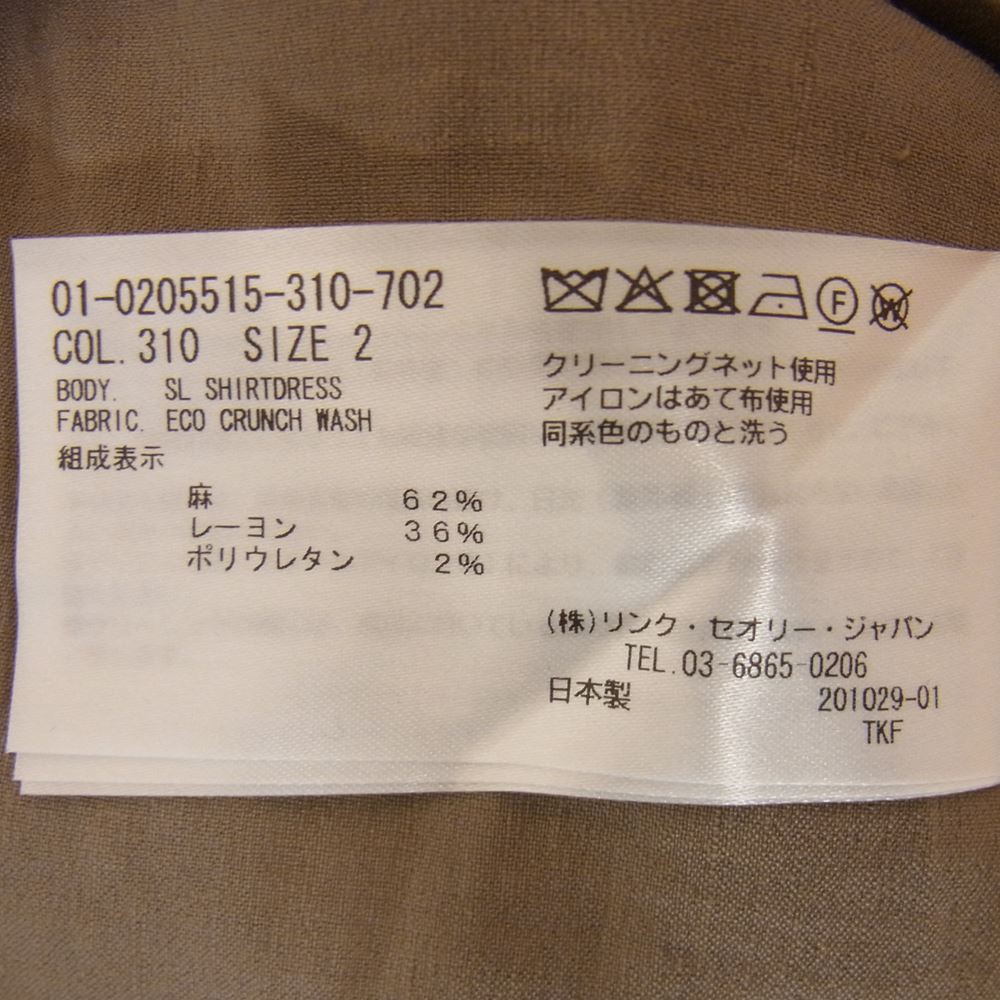 01-0205515-310-702
COL.310 SIZE 2
BODY. SL SHIRTDRESS
FABRIC. ECO CRUNCH WASH
組成表示
麻 62%
レーヨン 36%
ポリウレタン 2%
F
W
クリーニングネット使用
アイロンはあて布使用
同系色のものと洗う
(株)リンク・セオリー・ジャパン
TEL.03-6865-0206
日本製 201029-01
TKF